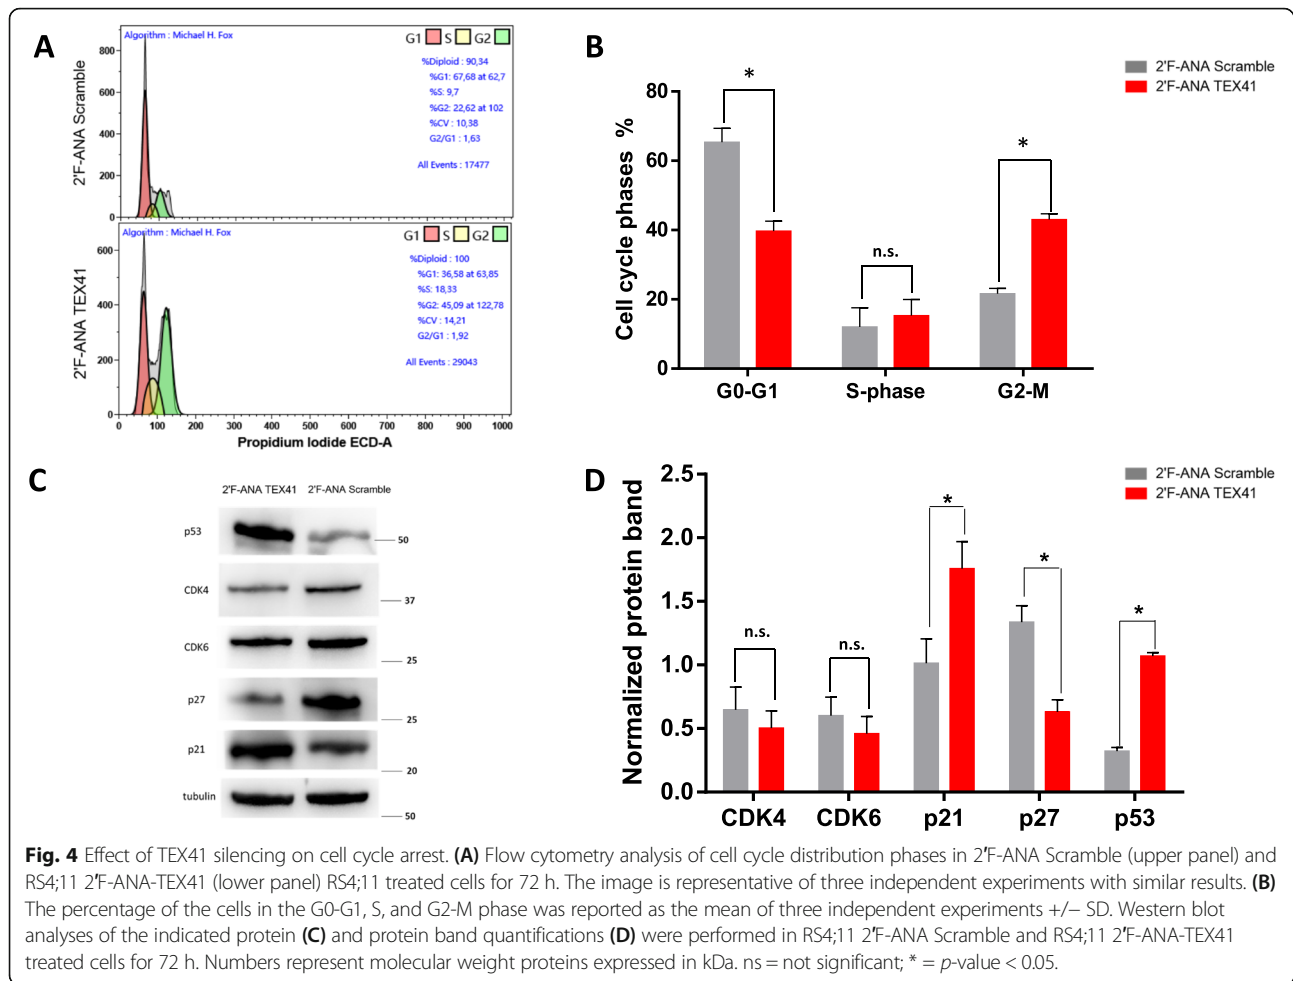 A
2'F-ANA Scramble
Algorithm : Michael H. Fox
G1 S G2
%Diploid : 90,34
%G1: 67,68 at 62,7
%S: 9,7
%G2: 22,62 at 102
%CV : 10,38
G2/G1 : 1,63
All Events : 17477
800
600
400
200
0
2'F-ANA TEX41
Algorithm : Michael H. Fox
G1 S G2
%Diploid : 100
%G1: 36,58 at 63,85
%S: 18,33
%G2: 45,09 at 122,78
%CV : 14,21
G2/G1 : 1,92
All Events : 29043
600
400
200
0
0 100 200 300 400 500 600 700 800 900 1000
Propidium Iodide ECD-A
B
2'F-ANA Scramble
2'F-ANA TEX41
Cell cycle phases %
80
60
40
20
0
*
n.s.
*
G0-G1 S-phase G2-M
C
2'F-ANA TEX41 2'F-ANA Scramble
p53 50
CDK4 37
CDK6 25
p27 25
p21 20
tubulin 50
D
2'F-ANA Scramble
2'F-ANA TEX41
Normalized protein band
2.5
2.0
1.5
1.0
0.5
0.0
n.s.
n.s.
*
*
*
CDK4 CDK6 p21 p27 p53
Fig. 4 Effect of TEX41 silencing on cell cycle arrest. (A) Flow cytometry analysis of cell cycle distribution phases in 2'F-ANA Scramble (upper panel) and
RS4;11 2'F-ANA-TEX41 (lower panel) RS4;11 treated cells for 72 h. The image is representative of three independent experiments with similar results. (B)
The percentage of the cells in the G0-G1, S, and G2-M phase was reported as the mean of three independent experiments +/− SD. Western blot
analyses of the indicated protein (C) and protein band quantifications (D) were performed in RS4;11 2'F-ANA Scramble and RS4;11 2'F-ANA-TEX41
treated cells for 72 h. Numbers represent molecular weight proteins expressed in kDa. ns = not significant; * = p-value < 0.05.